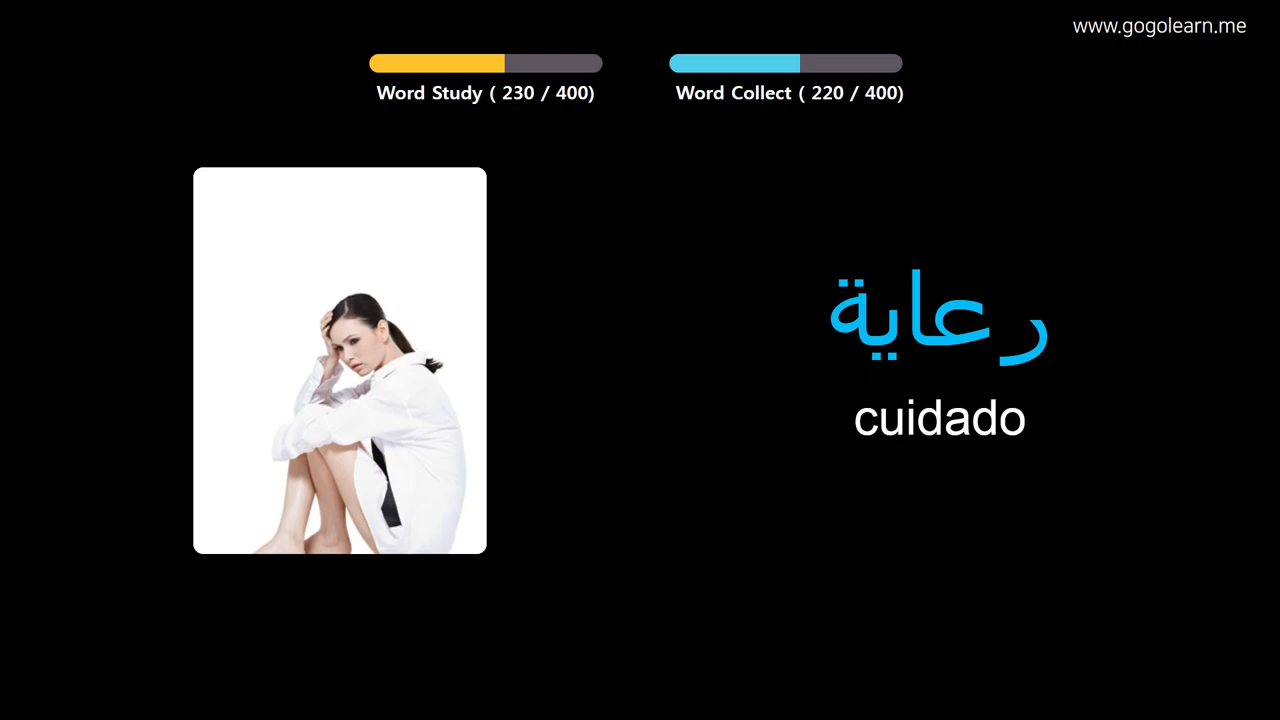 www.gogolearn.me
Word Study ( 230 / 400)
Word Collect ( 220 / 400)
رعاية
cuidado